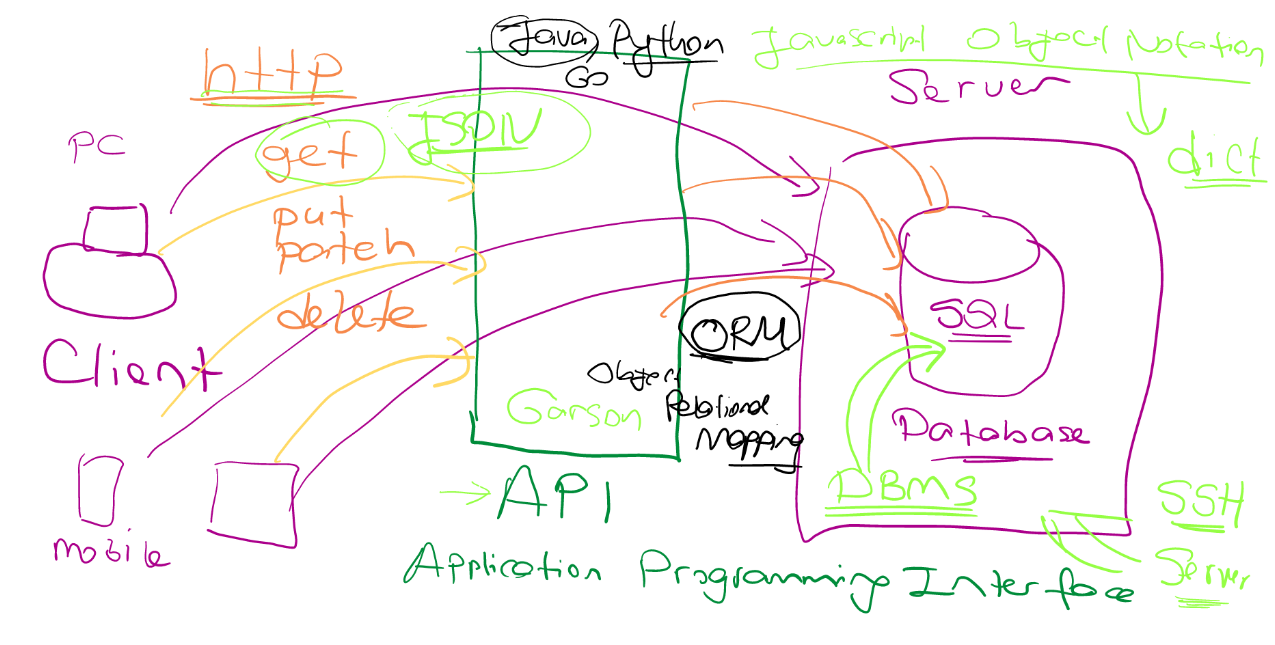 Java Python
Go
Javascript Object Notation
dict
http
Server
PC
get JSON
put
patch
delete
Client
mobile
SQL
Database
DBMS
SSH
Server
ORM
Object
Relational
Mapping
Garson
API
Application Programming Interface